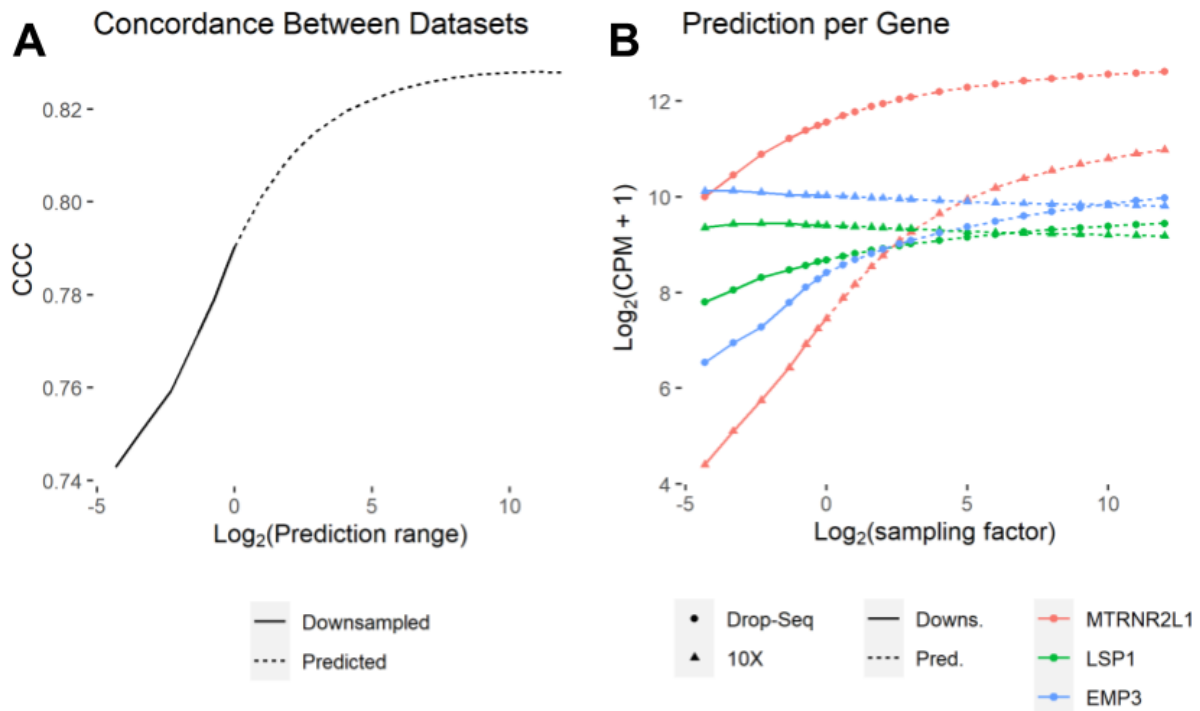 A
Concordance Between Datasets
CCC
0.82
0.80
0.78
0.76
0.74
-5
0
5
10
Log2(Prediction range)
Downsampled
Predicted
B
Prediction per Gene
Log2(CPM + 1)
12
10
8
6
4
-5
0
5
10
Log2(sampling factor)
Drop-Seq
10X
Downs.
Pred.
MTRNR2L1
LSP1
EMP3